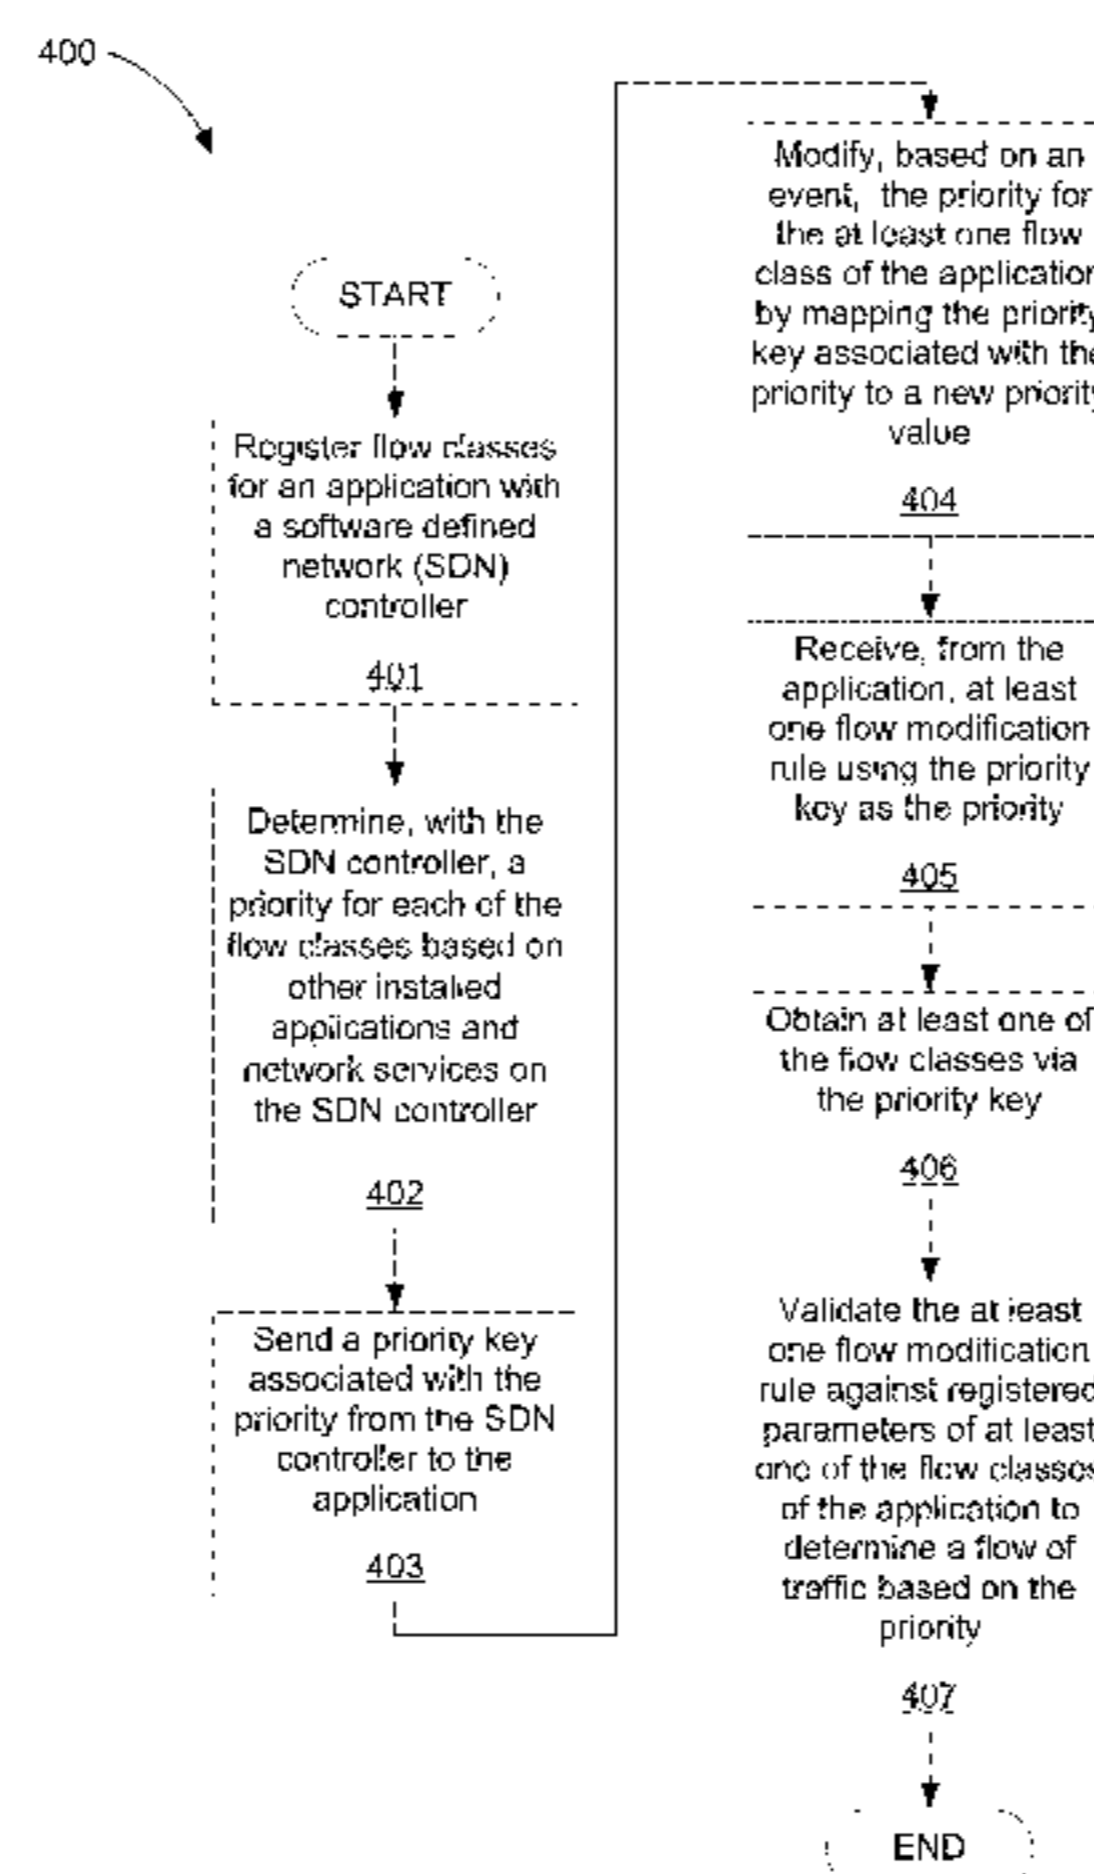 400
START
Register flow classes
for an application with
a software defined
network (SDN)
controller
401
Determine, with the
SDN controller, a
priority for each of the
flow classes based on
other installed
applications and
network services on
the SDN controller
402
Send a priority key
associated with the
priority from the SDN
controller to the
application
403
Modify, based on an
event, the priority for
the at least one flow
class of the application
by mapping the priority
key associated with the
priority to a new priority
value
404
Receive, from the
application, at least
one flow modification
rule using the priority
key as the priority
405
Obtain at least one of
the flow classes via
the priority key
406
Validate the at least
one flow modification
rule against registered
parameters of at least
one of the flow classes
of the application to
determine a flow of
traffic based on the
priority
407
END